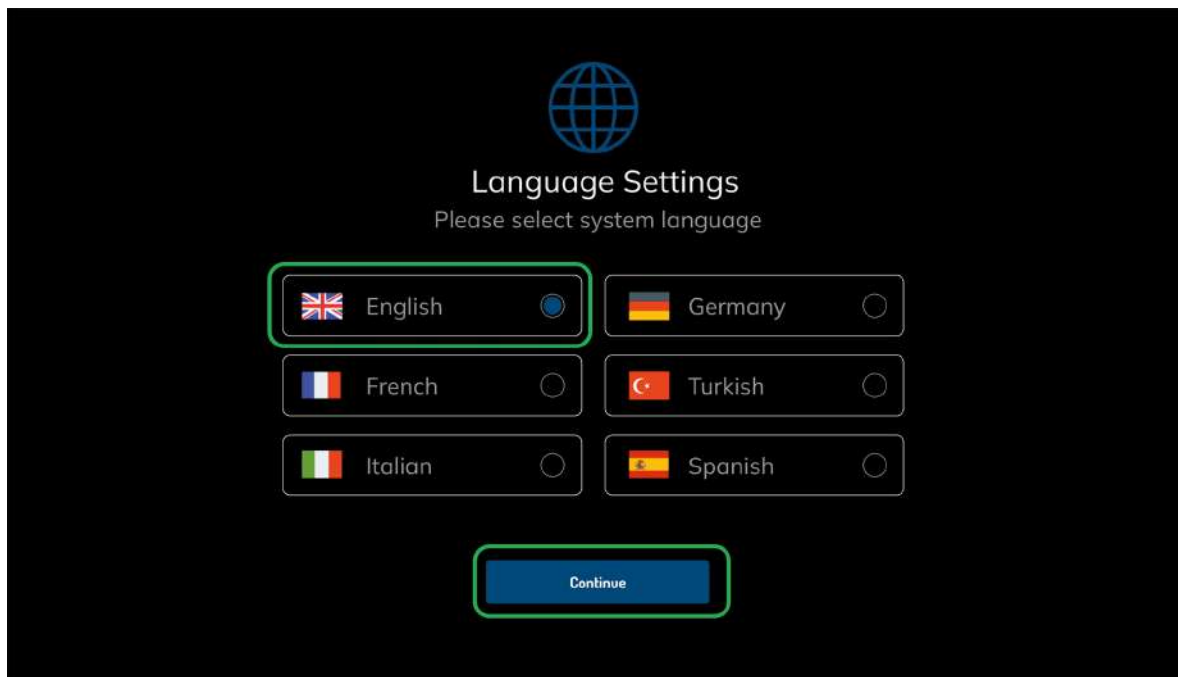 Language Settings
Please select system language
English
Germany
French
Turkish
Italian
Spanish
Continue